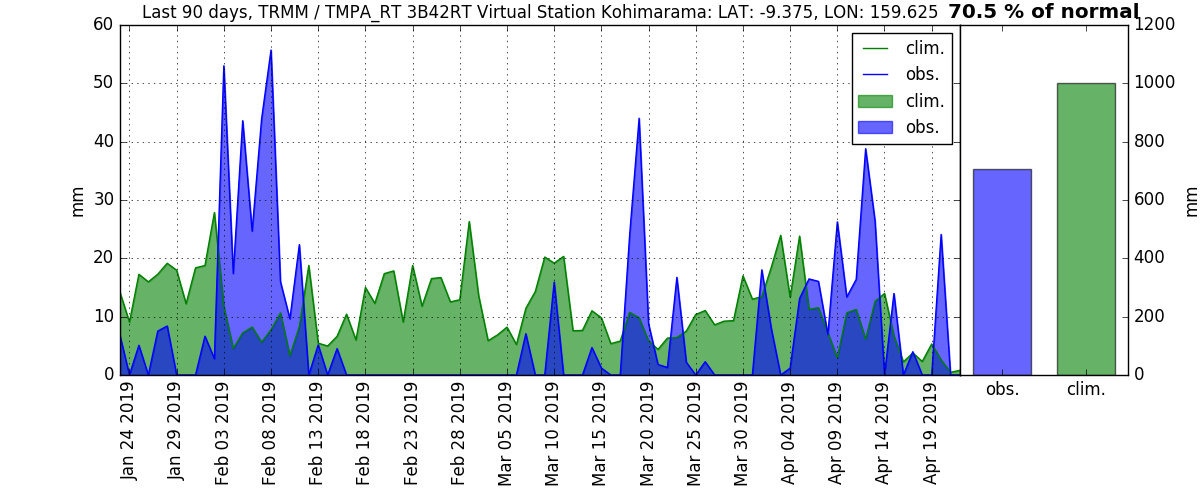 Last 90 days, TRMM / TMPA_RT 3B42RT Virtual Station Kohimarama: LAT: -9.375, LON: 159.625 70.5 % of normal
60
50
40
30
20
10
0
mm
clim.
obs.
clim.
obs.
1200
1000
800
600
400
200
0
mm
obs.
clim.
Jan 24 2019
Jan 29 2019
Feb 03 2019
Feb 08 2019
Feb 13 2019
Feb 18 2019
Feb 23 2019
Feb 28 2019
Mar 05 2019
Mar 10 2019
Mar 15 2019
Mar 20 2019
Mar 25 2019
Mar 30 2019
Apr 04 2019
Apr 09 2019
Apr 14 2019
Apr 19 2019